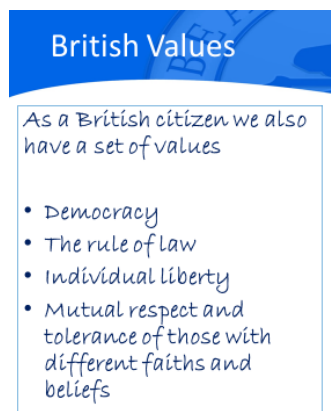 British Values
BE A
As a British citizen we also
have a set of values
• Democracy
• The rule of law
• Individual liberty
• Mutual respect and
tolerance of those with
different faiths and
beliefs